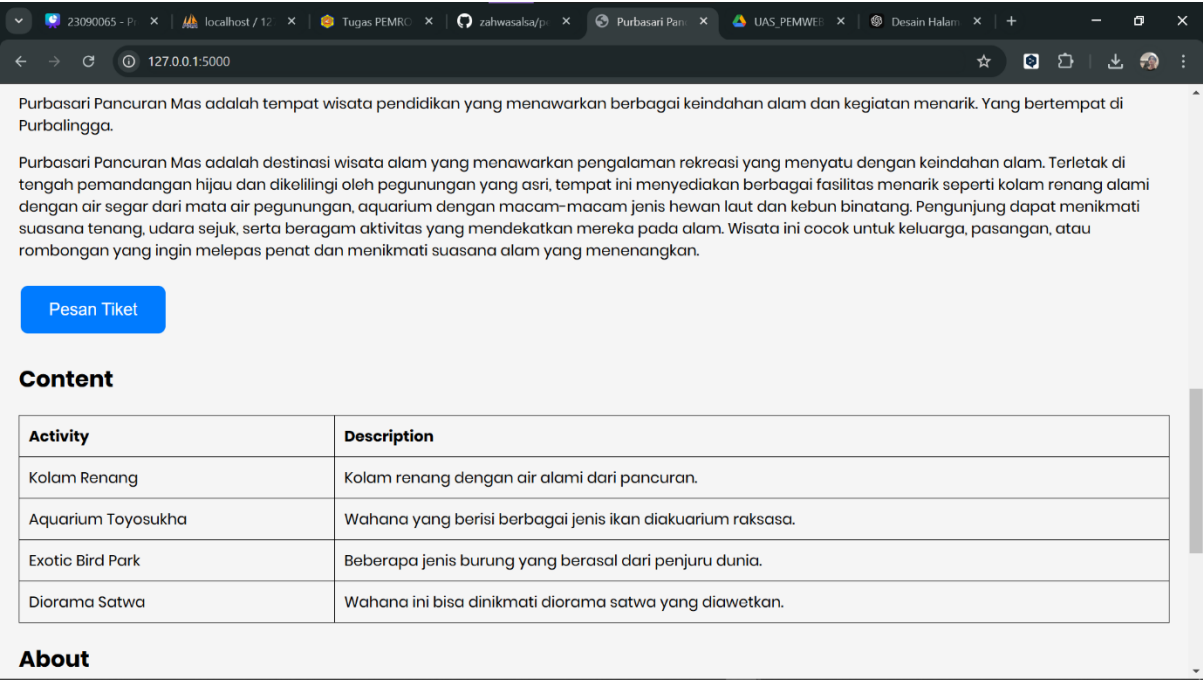 23090065 - Pr
localhost / 12
Tugas PEMRO
zahwasalsa/pe
Purbasari Pan
UAS_PEMWEB
Desain Halam
127.0.0.1:5000
Purbasari Pancuran Mas adalah tempat wisata pendidikan yang menawarkan berbagai keindahan alam dan kegiatan menarik. Yang bertempat di
Purbalingga.
Purbasari Pancuran Mas adalah destinasi wisata alam yang menawarkan pengalaman rekreasi yang menyatu dengan keindahan alam. Terletak di
tengah pemandangan hijau dan dikelilingi oleh pegunungan yang asri, tempat ini menyediakan berbagai fasilitas menarik seperti kolam renang alami
dengan air segar dari mata air pegunungan, aquarium dengan macam-macam jenis hewan laut dan kebun binatang. Pengunjung dapat menikmati
suasana tenang, udara sejuk, serta beragam aktivitas yang mendekatkan mereka pada alam. Wisata ini cocok untuk keluarga, pasangan, atau
rombongan yang ingin melepas penat dan menikmati suasana alam yang menenangkan.
Pesan Tiket
Content
Activity Description
Kolam Renang Kolam renang dengan air alami dari pancuran.
Aquarium Toyosukha Wahana yang berisi berbagai jenis ikan diakuarium raksasa.
Exotic Bird Park Beberapa jenis burung yang berasal dari penjuru dunia.
Diorama Satwa Wahana ini bisa dinikmati diorama satwa yang diawetkan.
About